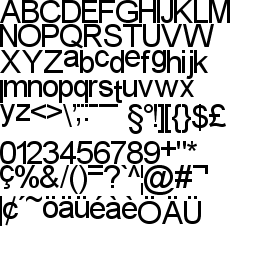 ABCDEFGHIJKLM
NOPQRSTUVW
XYZabcdefghijk
lmnopqrstuvwx
yz<>\',;.:¨¯ §°!][{}$£
0123456789+"*
ç%&/()=?`^¦@#¬
|¢´~öäüéàèÖÄÜ